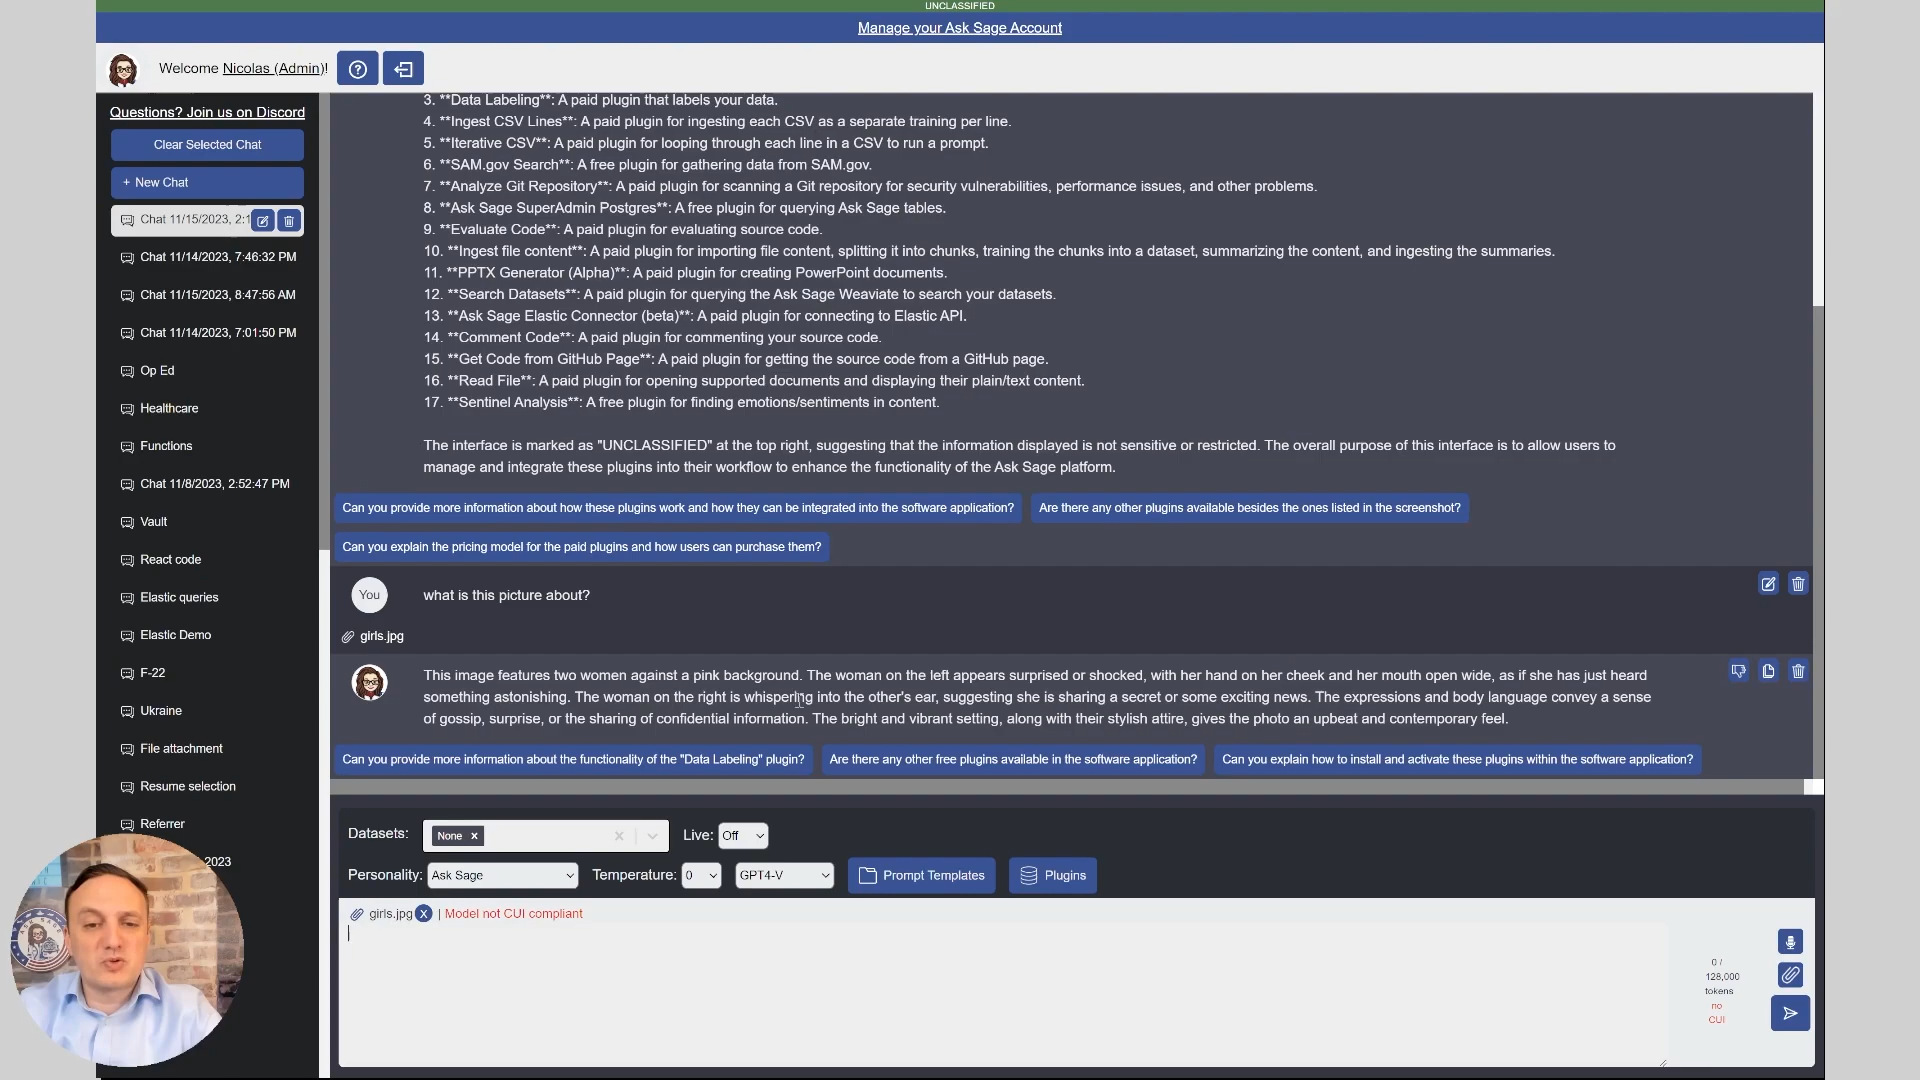 UNCLASSIFIED
Manage your Ask Sage Account
Welcome Nicolas (Admin)!
Questions? Join us on Discord
Clear Selected Chat
+ New Chat
Chat 11/15/2023, 2:1
Chat 11/14/2023, 7:46:32 PM
Chat 11/15/2023, 8:47:56 AM
Chat 11/14/2023, 7:01:50 PM
Op Ed
Healthcare
Functions
Chat 11/8/2023, 2:52:47 PM
Vault
React code
Elastic queries
Elastic Demo
F-22
Ukraine
File attachment
Resume selection
Referrer
2023
3. **Data Labeling**: A paid plugin that labels your data.
4. **Ingest CSV Lines**: A paid plugin for ingesting each CSV as a separate training per line.
5. **Iterative CSV**: A paid plugin for looping through each line in a CSV to run a prompt.
6. **SAM.gov Search**: A free plugin for gathering data from SAM.gov.
7. **Analyze Git Repository**: A paid plugin for scanning a Git repository for security vulnerabilities, performance issues, and other problems.
8. **Ask Sage SuperAdmin Postgres**: A free plugin for querying Ask Sage tables.
9. **Evaluate Code**: A paid plugin for evaluating source code.
10. **Ingest file content**: A paid plugin for importing file content, splitting it into chunks, training the chunks into a dataset, summarizing the content, and ingesting the summaries.
11. **PPTX Generator (Alpha)**: A paid plugin for creating PowerPoint documents.
12. **Search Datasets**: A paid plugin for querying the Ask Sage Weaviate to search your datasets.
13. **Ask Sage Elastic Connector (beta)**: A paid plugin for connecting to Elastic API.
14. **Comment Code**: A paid plugin for commenting your source code.
15. **Get Code from GitHub Page**: A paid plugin for getting the source code from a GitHub page.
16. **Read File**: A paid plugin for opening supported documents and displaying their plain/text content.
17. **Sentinel Analysis**: A free plugin for finding emotions/sentiments in content.
The interface is marked as "UNCLASSIFIED" at the top right, suggesting that the information displayed is not sensitive or restricted. The overall purpose of this interface is to allow users to
manage and integrate these plugins into their workflow to enhance the functionality of the Ask Sage platform.
Can you provide more information about how these plugins work and how they can be integrated into the software application?
Are there any other plugins available besides the ones listed in the screenshot?
Can you explain the pricing model for the paid plugins and how users can purchase them?
You
what is this picture about?
girls.jpg
This image features two women against a pink background. The woman on the left appears surprised or shocked, with her hand on her cheek and her mouth open wide, as if she has just heard
something astonishing. The woman on the right is whispering into the other's ear, suggesting she is sharing a secret or some exciting news. The expressions and body language convey a sense
of gossip, surprise, or the sharing of confidential information. The bright and vibrant setting, along with their stylish attire, gives the photo an upbeat and contemporary feel.
Can you provide more information about the functionality of the "Data Labeling" plugin?
Are there any other free plugins available in the software application?
Can you explain how to install and activate these plugins within the software application?
Datasets: None Live: Off
Personality: Ask Sage Temperature: 0 GPT4-V Prompt Templates Plugins
girls.jpg X | Model not CUI compliant
0 /
128,000
tokens
no
CUI